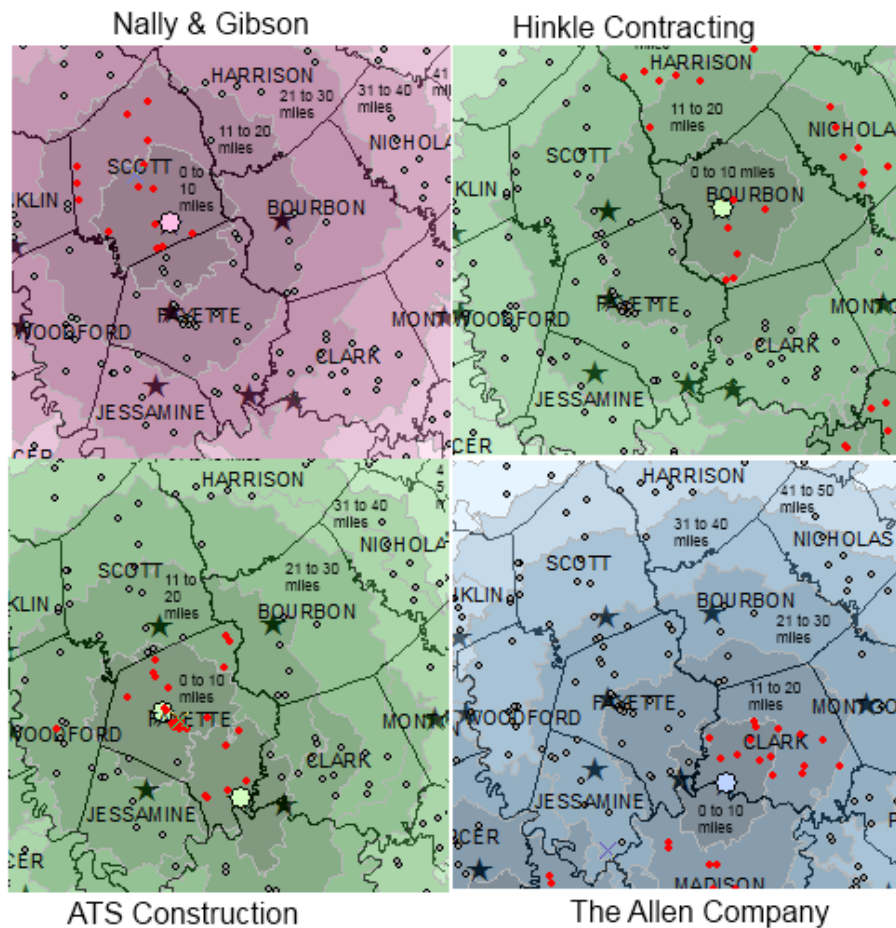 Nally & Gibson
Hinkle Contracting
HARRISON
21 to 30
miles
31 to 40
miles
41
11 to 20
miles
NICHOLA
SCOTT
0 to
10
miles
KLIN
BOURBON
FAYETTE
WOODFORD
MONT
CLARK
JESSAMINE
CER
HARRISON
11 to 20
miles
NICHOLAS
SCOTT
0 to 10 miles
BOURBON
KLIN
FAYETTE
WOODFORD
MONT
CLARK
JESSAMINE
CER
HARRISON
31 to 40
miles
4
5
NICHOLA
SCOTT
11 to
20
miles
21 to 30
miles
KLIN
BOURBON
0 to 10
miles
FAYETTE
WOODFORD
MONT
CLARK
JESSAMINE
CER
HARRISON
41 to 50
miles
31 to 40
miles
NICHOLAS
SCOTT
KLIN
BOURBON
21 to 30
miles
11 to 20
miles
FAYETTE
WOODFORD
MONTGO
CLARK
JESSAMINE
0 to 10
miles
RCER
MADISON
ATS Construction
The Allen Company